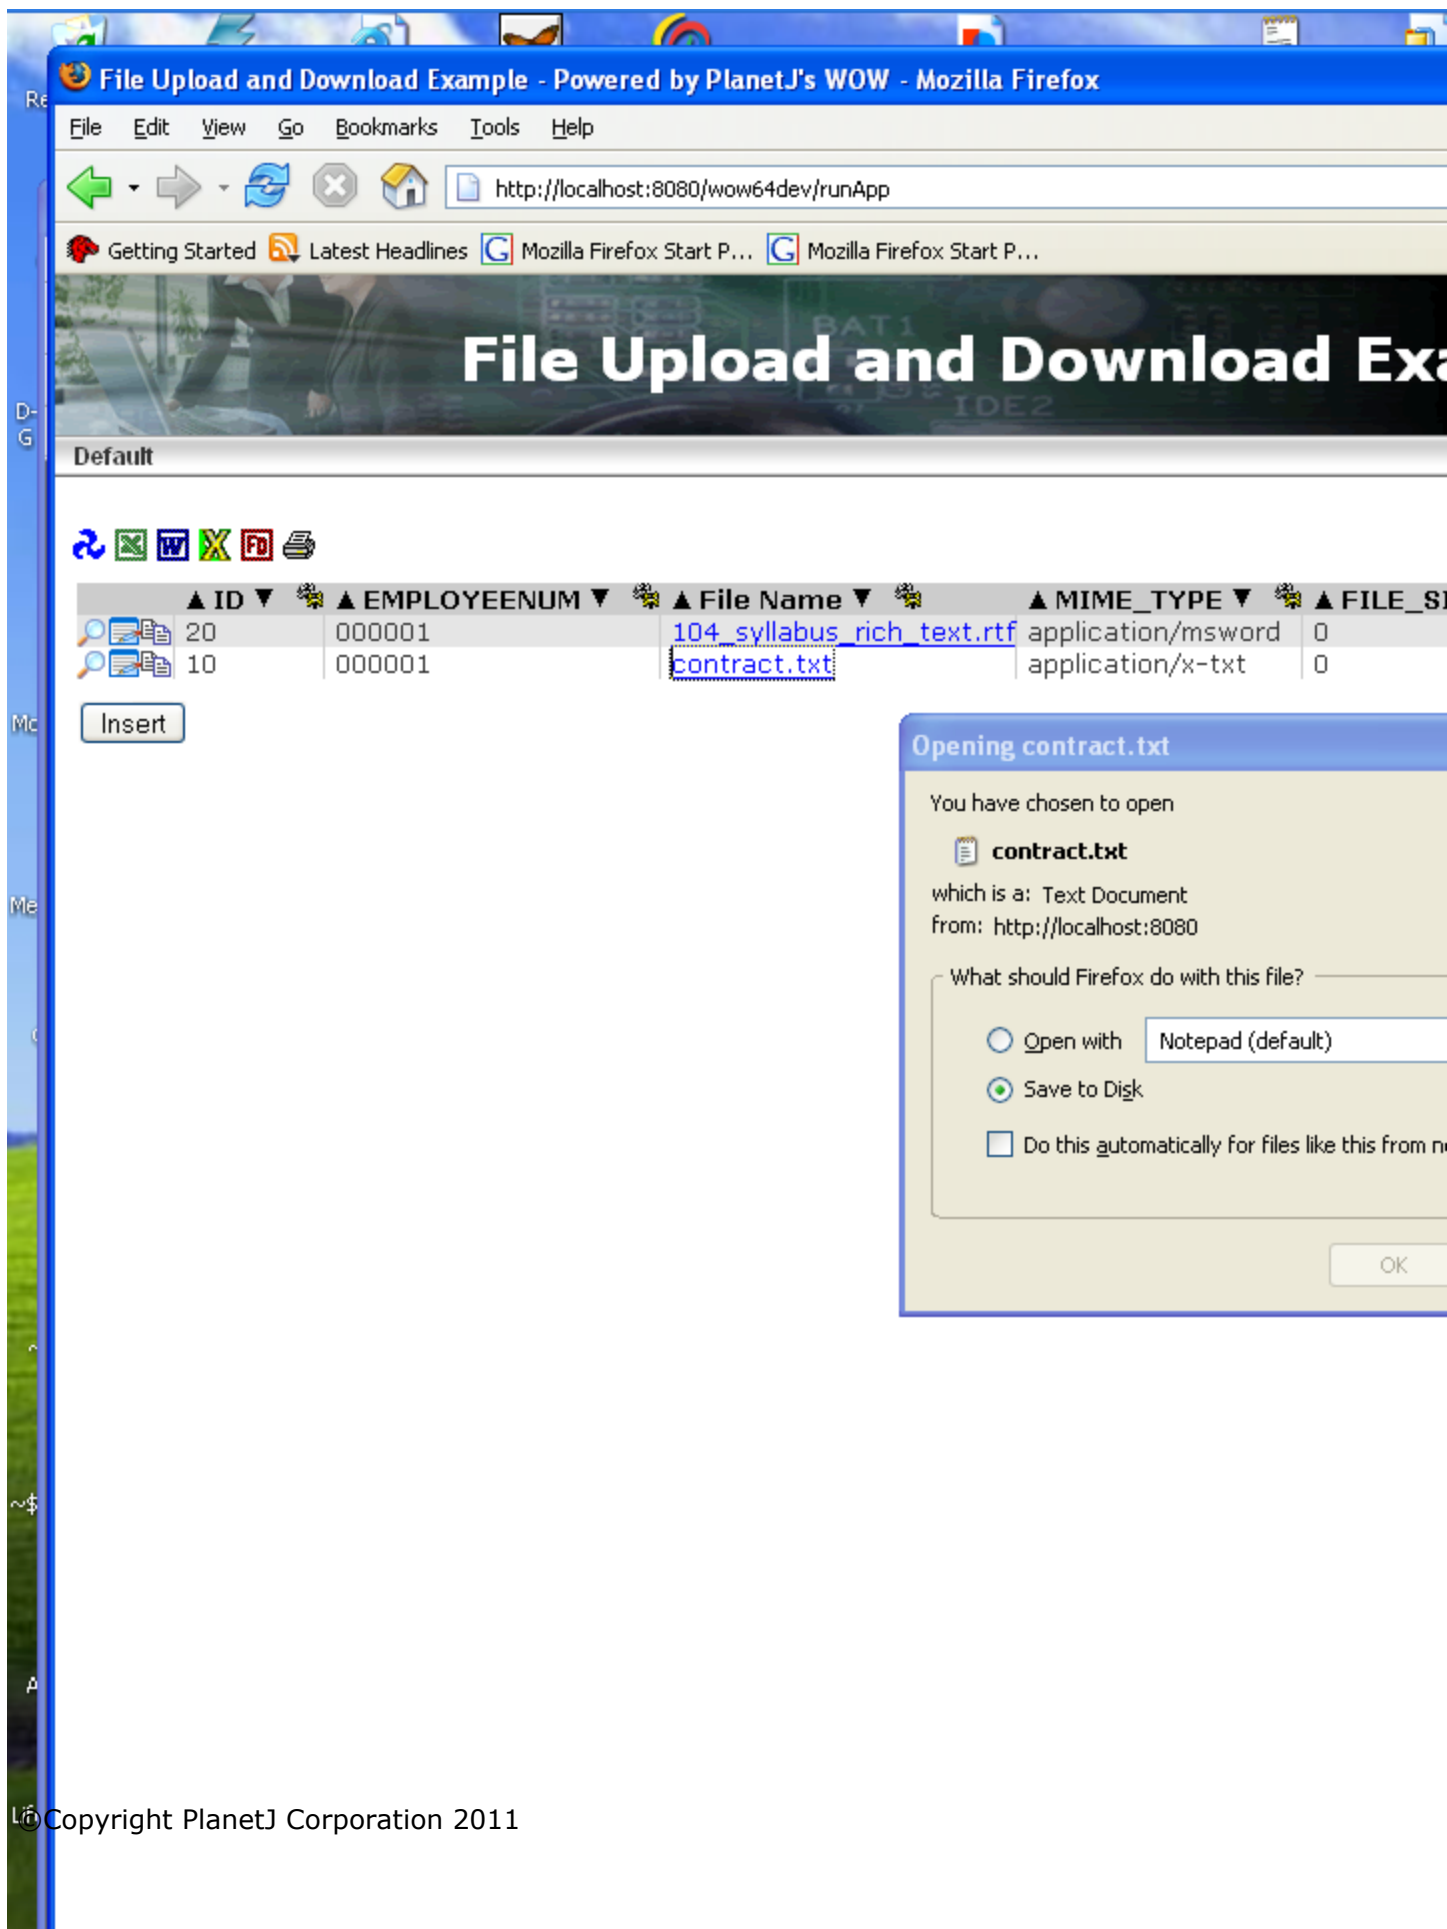 File Upload and Download Example - Powered by PlanetJ's WOW - Mozilla Firefox
Re
File Edit View Go Bookmarks Tools Help
http://localhost:8080/wow64dev/runApp
Getting Started Latest Headlines G Mozilla Firefox Start P... G Mozilla Firefox Start P...
BAT1
File Upload and Download Exa
IDE2
D-
G
Default
▲ ID ▼ ▲ EMPLOYEENUM ▼ ▲ File Name ▼ ▲ MIME_TYPE ▼ ▲ FILE_SI
20 000001 104_syllabus_rich_text.rtf application/msword 0
10 000001 contract.txt application/x-txt 0
Mc
Insert
Opening contract.txt
You have chosen to open
contract.txt
Me
which is a: Text Document
from: http://localhost:8080
What should Firefox do with this file?
Open with Notepad (default)
Save to Disk
Do this automatically for files like this from n
OK
~
~$
A
©Copyright PlanetJ Corporation 2011